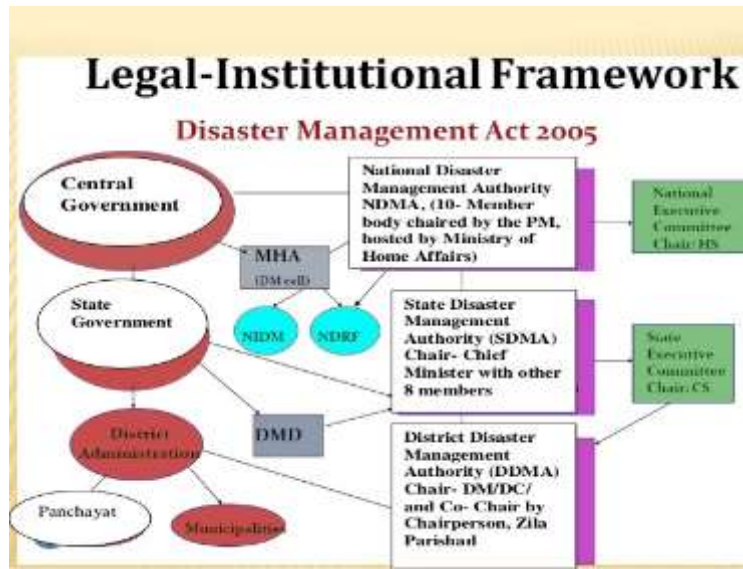 Legal-Institutional Framework
Disaster Management Act 2005
Central
Government
National Disaster
Management Authority
NDMA, (10- Member
body chaired by the PM,
hosted by Ministry of
Home Affairs)
National
Executive
Committee
Chair: HS
MHA
(DM cell)
State
Government
NIDM
NDRF
State Disaster
Management
Authority (SDMA)
Chair- Chief
Minister with other
8 members
State
Executive
Committee
Chair: CS
District
Administration
DMD
District Disaster
Management
Authority (DDMA)
Chair- DM/DC/
and Co- Chair by
Chairperson, Zila
Parishad
Panchayat
Municipalities